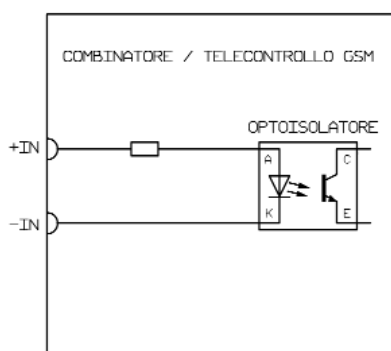 COMBINATORE / TELECONTROLLO GSM
OPTOISOLATORE
+IN
A
C
-IN
K
E